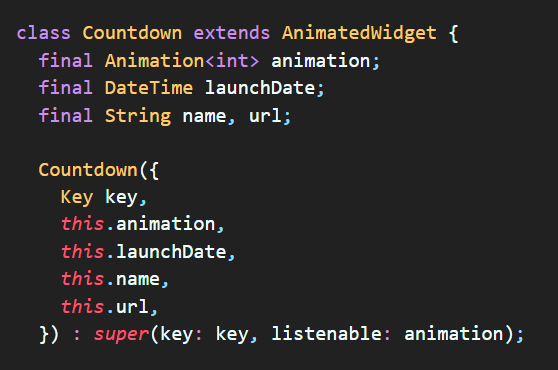 class Countdown extends AnimatedWidget {
  final Animation<int> animation;
  final DateTime launchDate;
  final String name, url;

  Countdown({
    Key key,
    this.animation,
    this.launchDate,
    this.name,
    this.url,
  }) : super(key: key, listenable: animation);